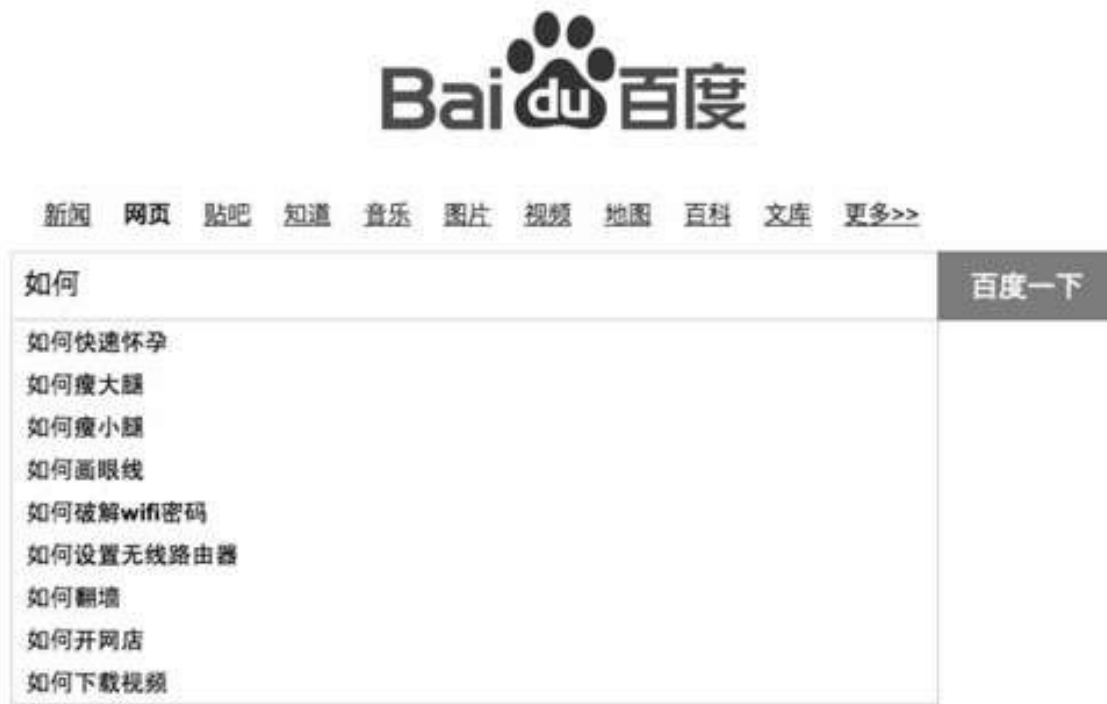 Bai du 百度
新闻 网页 贴吧 知道 音乐 图片 视频 地图 百科 文库 更多>>
如何 百度一下
如何快速怀孕
如何瘦大腿
如何瘦小腿
如何画眼线
如何破解wifi密码
如何设置无线路由器
如何翻墙
如何开网店
如何下载视频